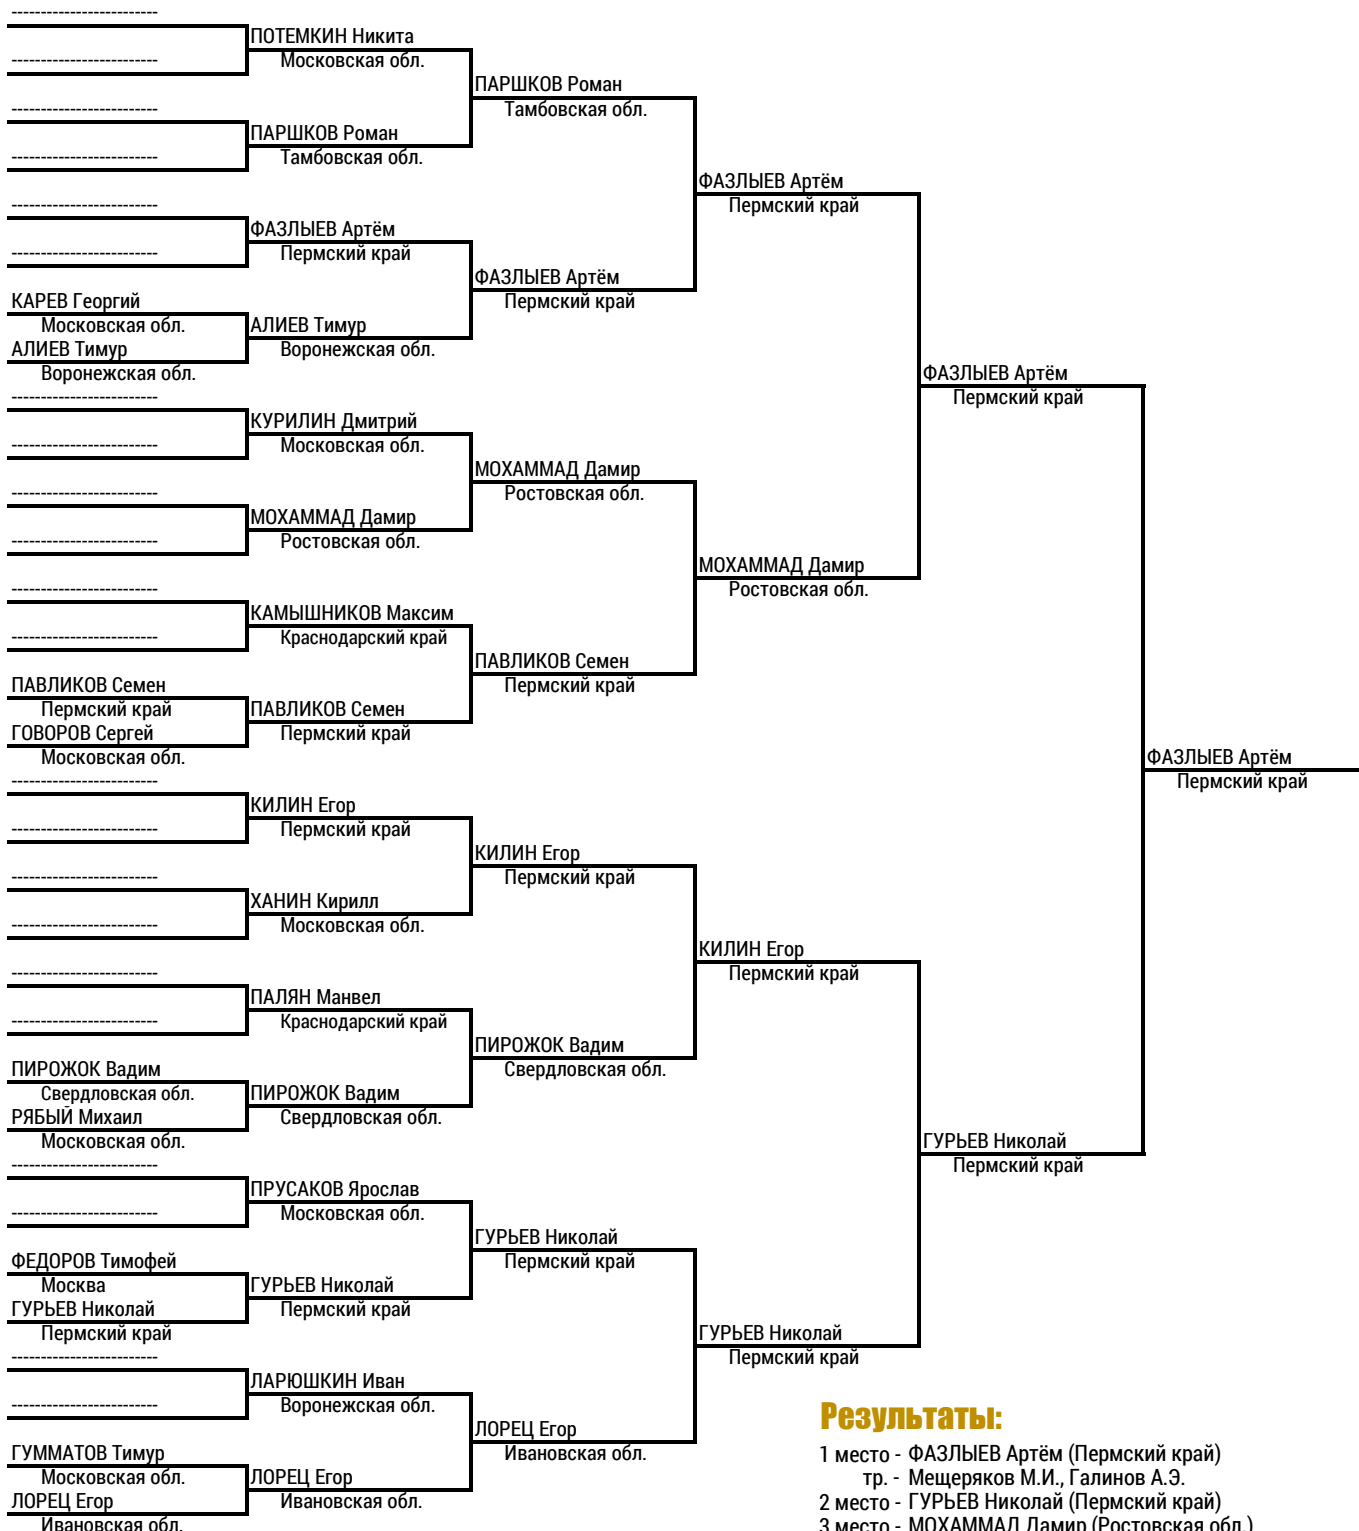 -------------------------
-------------------------
-------------------------
-------------------------
-------------------------
-------------------------
КАРЕВ Георгий
Московская обл.
АЛИЕВ Тимур
Воронежская обл.
-------------------------
-------------------------
-------------------------
-------------------------
-------------------------
-------------------------
ПАВЛИКОВ Семен
Пермский край
ГОВОРОВ Сергей
Московская обл.
-------------------------
-------------------------
-------------------------
-------------------------
-------------------------
-------------------------
ПИРОЖОК Вадим
Свердловская обл.
РЯБЫЙ Михаил
Московская обл.
-------------------------
-------------------------
ФЕДОРОВ Тимофей
Москва
ГУРЬЕВ Николай
Пермский край
-------------------------
-------------------------
ГУММАТОВ Тимур
Московская обл.
ЛОРЕЦ Егор
Ивановская обл.
ПОТЕМКИН Никита
Московская обл.
ПАРШКОВ Роман
Тамбовская обл.
ФАЗЛЫЕВ Артём
Пермский край
АЛИЕВ Тимур
Воронежская обл.
КУРИЛИН Дмитрий
Московская обл.
МОХАММАД Дамир
Ростовская обл.
КАМЫШНИКОВ Максим
Краснодарский край
ПАВЛИКОВ Семен
Пермский край
КИЛИН Егор
Пермский край
ХАНИН Кирилл
Московская обл.
ПАЛЯН Манвел
Краснодарский край
ПИРОЖОК Вадим
Свердловская обл.
ПРУСАКОВ Ярослав
Московская обл.
ГУРЬЕВ Николай
Пермский край
ЛАРЮШКИН Иван
Воронежская обл.
ЛОРЕЦ Егор
Ивановская обл.
ПАРШКОВ Роман
Тамбовская обл.
ФАЗЛЫЕВ Артём
Пермский край
МОХАММАД Дамир
Ростовская обл.
ПАВЛИКОВ Семен
Пермский край
КИЛИН Егор
Пермский край
ПИРОЖОК Вадим
Свердловская обл.
ГУРЬЕВ Николай
Пермский край
ЛОРЕЦ Егор
Ивановская обл.
ФАЗЛЫЕВ Артём
Пермский край
МОХАММАД Дамир
Ростовская обл.
КИЛИН Егор
Пермский край
ГУРЬЕВ Николай
Пермский край
ФАЗЛЫЕВ Артём
Пермский край
ГУРЬЕВ Николай
Пермский край
ФАЗЛЫЕВ Артём
Пермский край
Результаты:
1 место - ФАЗЛЫЕВ Артём (Пермский край)
тр. - Мещеряков М.И., Галинов А.Э.
2 место - ГУРЬЕВ Николай (Пермский край)
3 место - МОХАММАД Дамир (Ростовская обл.)